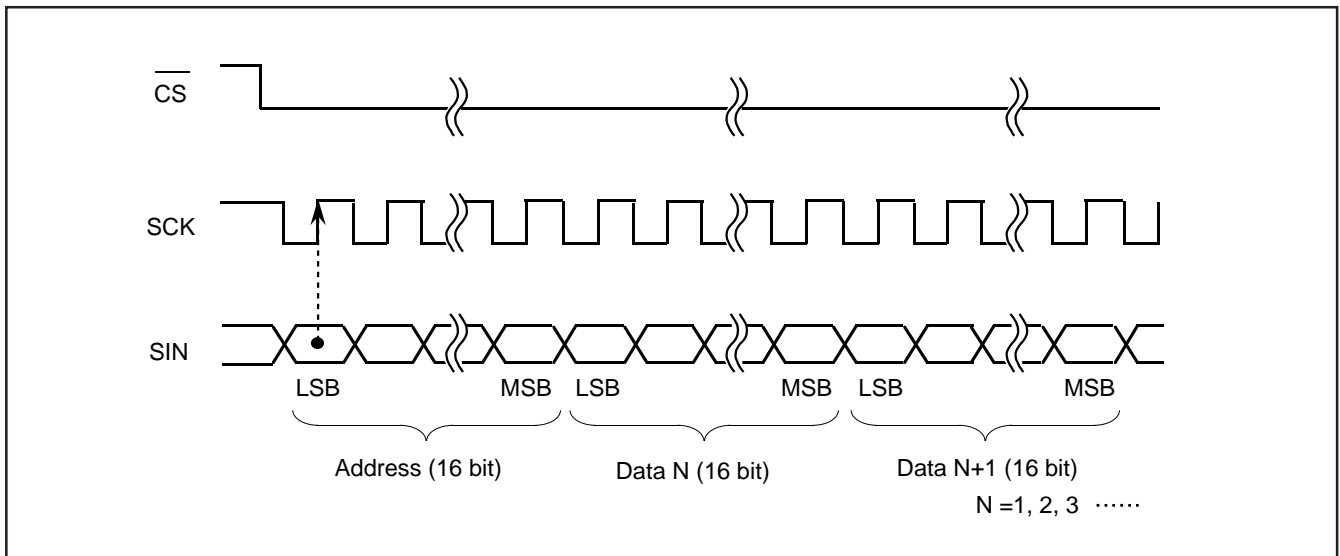 CS
SCK
SIN
LSB MSB LSB MSB LSB MSB
Address (16 bit) Data N (16 bit) Data N+1 (16 bit)
N =1, 2, 3 ⋯⋯